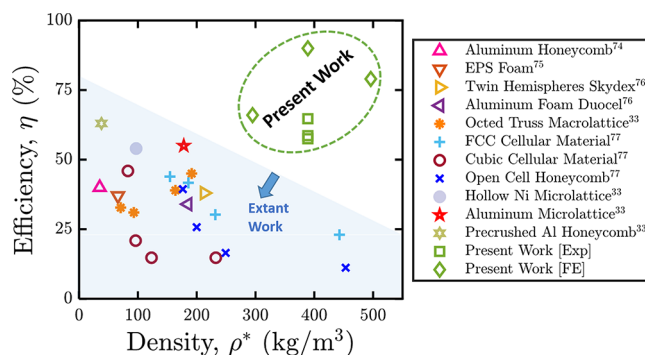 100
75
50
25
0
Efficiency, η (%)
0
100
200
300
400
500
Density, ρ* (kg/m³)
Present Work
Extant
Work
Aluminum Honeycomb⁷⁴
EPS Foam⁷⁵
Twin Hemispheres Skydex⁷⁶
Aluminum Foam Duocel⁷⁶
Octed Truss Macrolattice³³
FCC Cellular Material⁷⁷
Cubic Cellular Material⁷⁷
Open Cell Honeycomb⁷⁷
Hollow Ni Microlattice³³
Aluminum Microlattice³³
Precrushed Al Honeycomb³³
Present Work [Exp]
Present Work [FE]